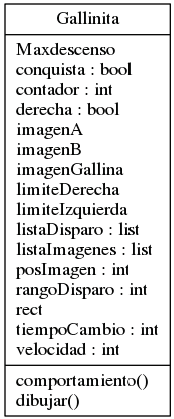 Gallinita
Maxdescenso
conquista : bool
contador : int
derecha : bool
imagenA
imagenB
imagenGallina
limiteDerecha
limiteIzquierda
listaDisparo : list
listaImagenes : list
posImagen : int
rangoDisparo : int
rect
tiempoCambio : int
velocidad : int
comportamiento()
dibujar()